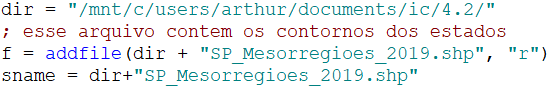 dir = "/mnt/c/users/arthur/documents/ic/4.2/"
; esse arquivo contem os contornos dos estados
f = addfile(dir + "SP_Mesorregioes_2019.shp", "r")
sname = dir+"SP_Mesorregioes_2019.shp"